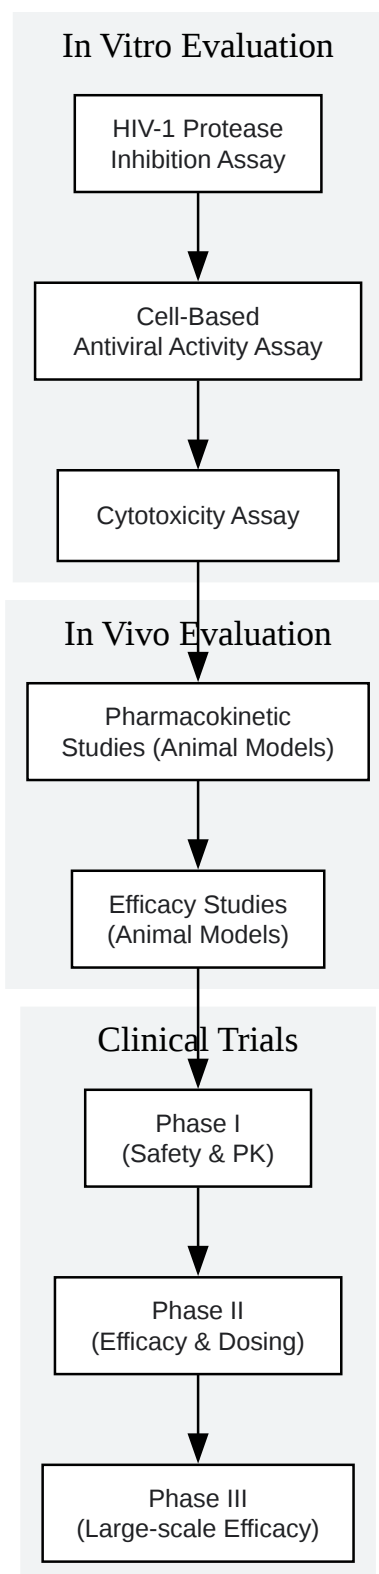 In Vitro Evaluation
HIV-1 Protease
Inhibition Assay
Cell-Based
Antiviral Activity Assay
Cytotoxicity Assay
In Vivo Evaluation
Pharmacokinetic
Studies (Animal Models)
Efficacy Studies
(Animal Models)
Clinical Trials
Phase I
(Safety & PK)
Phase II
(Efficacy & Dosing)
Phase III
(Large-scale Efficacy)